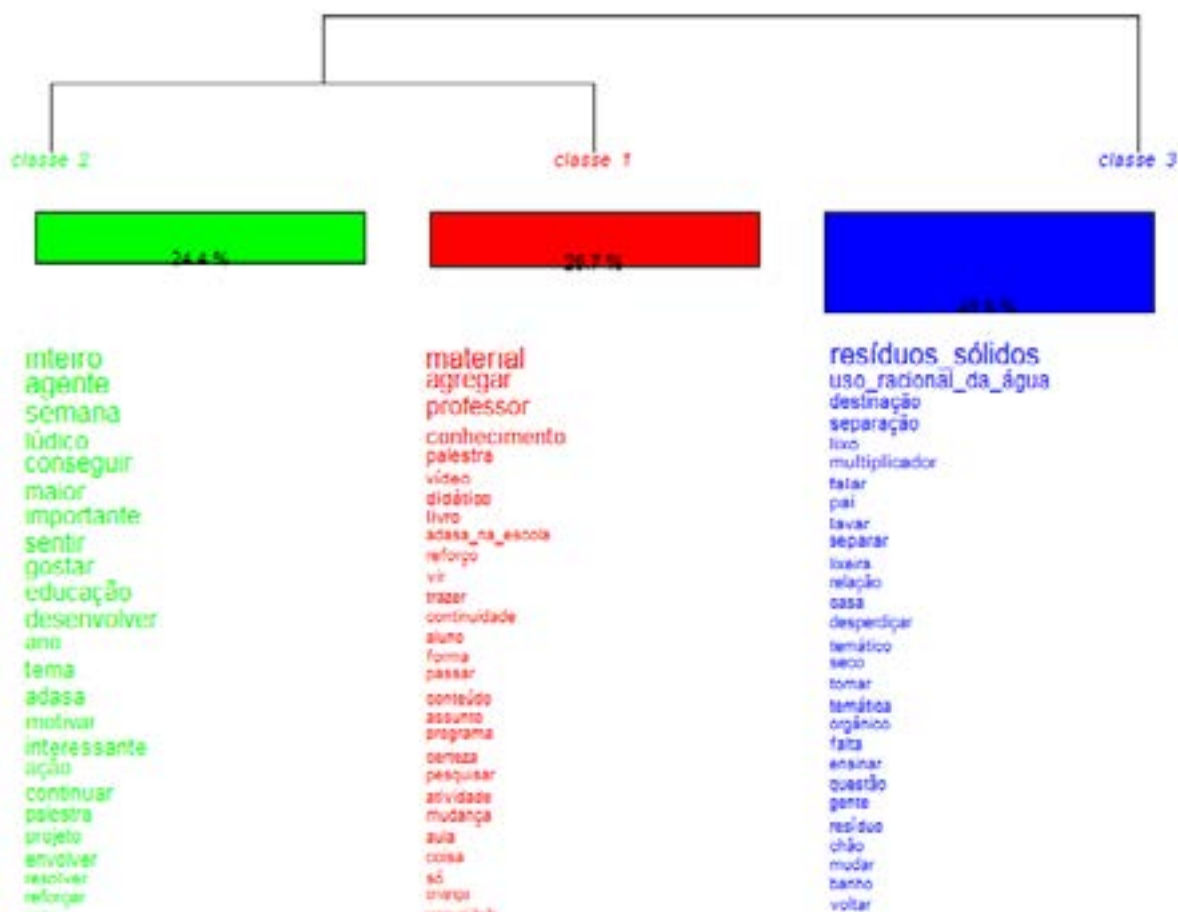 classe 2
classe 1
classe 3
24.4 %
26.7 %
inteiro
agente
semana
lúdico
conseguir
maior
importante
sentir
gostar
educação
desenvolver
ano
tema
adasa
motivar
interessante
ação
continuar
palestra
projeto
envolver
resolver
reforçar
material
agregar
professor
conhecimento
palestra
vídeo
didático
livro
adasa_na_escola
reforço
vir
trazer
continuidade
aluno
forma
passar
conteúdo
assunto
programa
certeza
pesquisar
atividade
mudança
aula
coisa
só
criança
resíduos_sólidos
uso_racional_da_água
destinação
separação
lixo
multiplicador
falar
pai
lavar
separar
lixeira
relação
casa
desperdiçar
temático
seco
tomar
temática
orgânico
falta
ensinar
questão
gente
resíduo
chão
mudar
banho
voltar